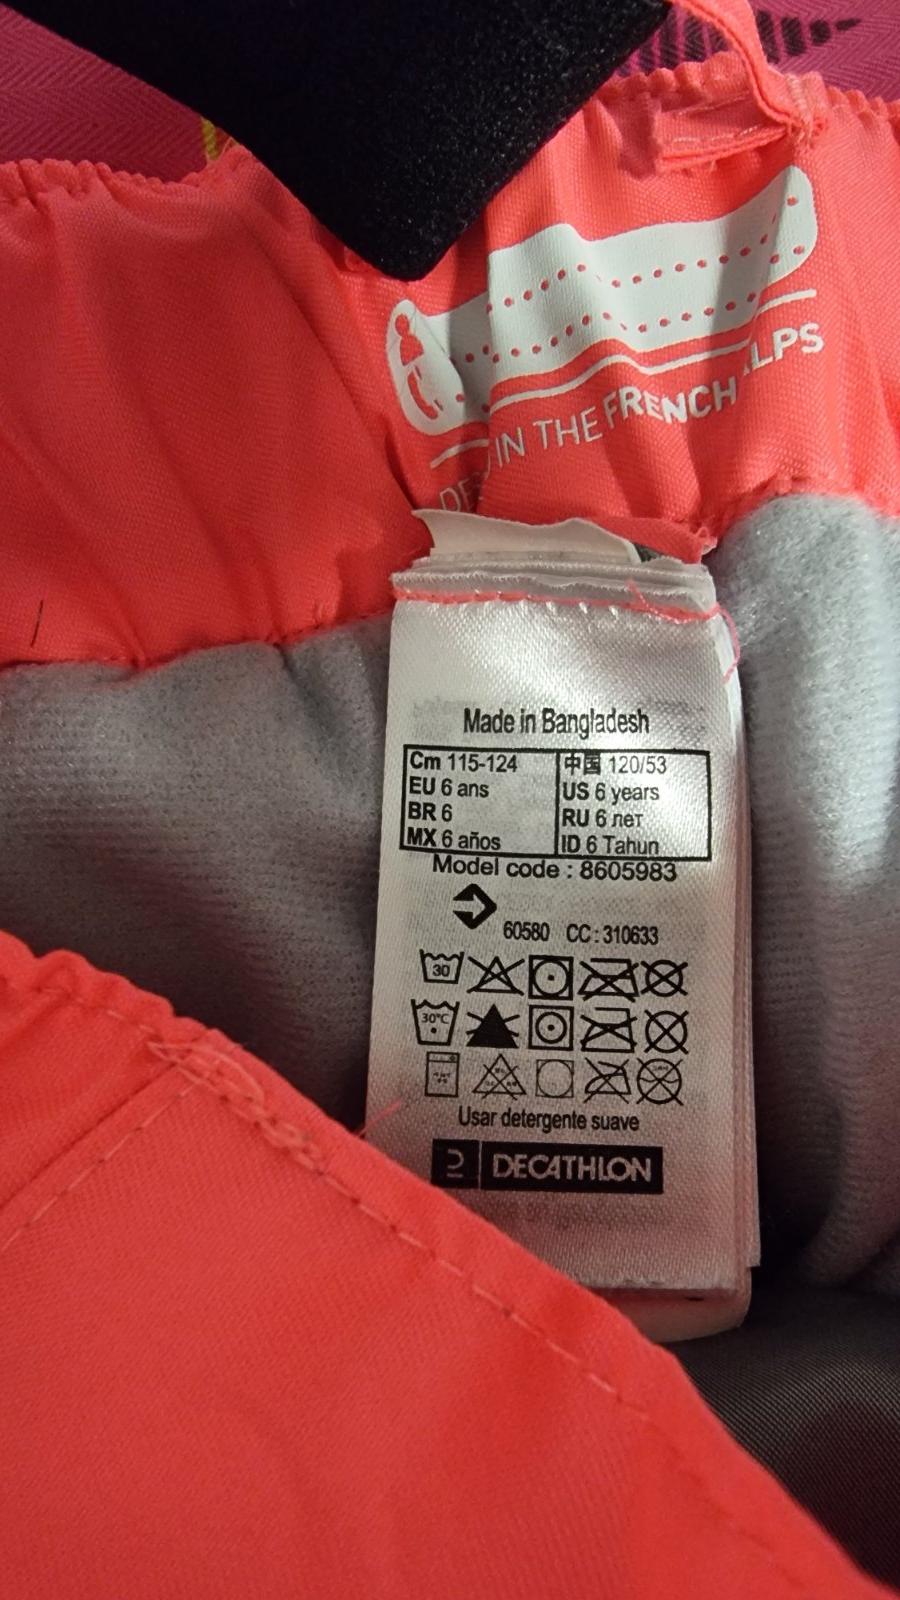 IN THE FRENCH ALPS
Made in Bangladesh
Cm 115-124 中国 120/53
EU 6 ans US 6 years
BR 6 RU 6 лет
MX 6 años ID 6 Tahun
Model code : 8605983
60580 CC : 310633
30
30°C
Usar detergente suave
DECATHLON